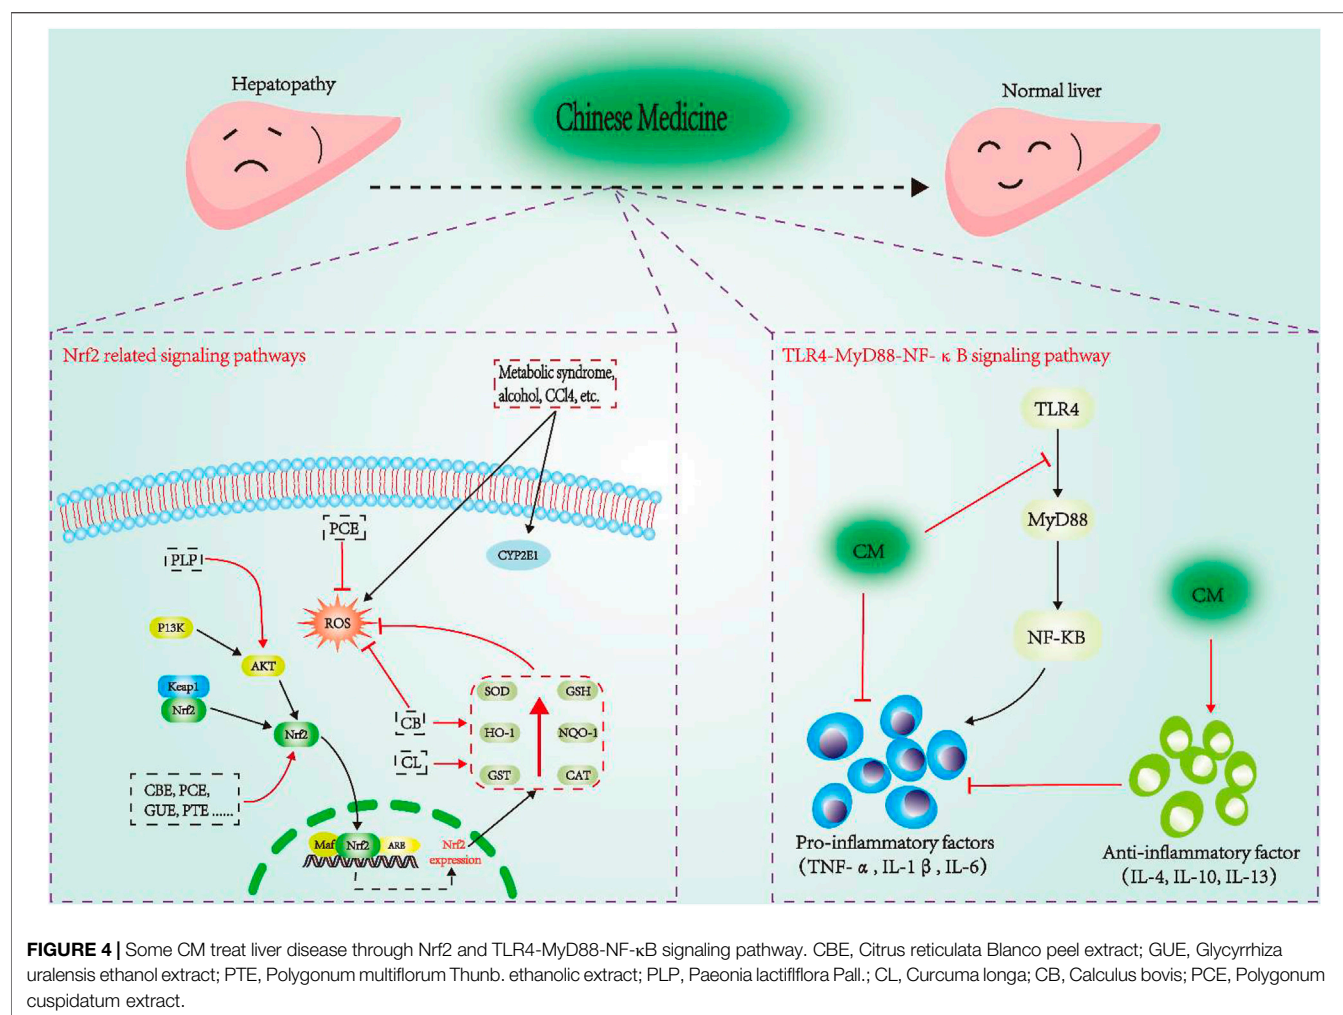 Hepatopathy
Chinese Medicine
Normal liver
Nrf2 related signaling pathways
Metabolic syndrome,
alcohol, CCl4, etc.
PCE
CYP2E1
PLP
ROS
P13K
AKT
Keap1
Nrf2
Nrf2
CB
CL
SOD
GSH
HO-1
NQO-1
GST
CAT
CBE, PCE,
GUE, PTE ......
Maf
Nrf2
ARB
Nrf2
expression
TLR4-MyD88-NF- κ B signaling pathway
TLR4
MyD88
CM
CM
NF-KB
Pro-inflammatory factors
(TNF- α , IL-1 β , IL-6)
Anti-inflammatory factor
(IL-4, IL-10, IL-13)
FIGURE 4 | Some CM treat liver disease through Nrf2 and TLR4-MyD88-NF-κB signaling pathway. CBE, Citrus reticulata Blanco peel extract; GUE, Glycyrrhiza
uralensis ethanol extract; PTE, Polygonum multiflorum Thunb. ethanolic extract; PLP, Paeonia lactiflflora Pall.; CL, Curcuma longa; CB, Calculus bovis; PCE, Polygonum
cuspidatum extract.